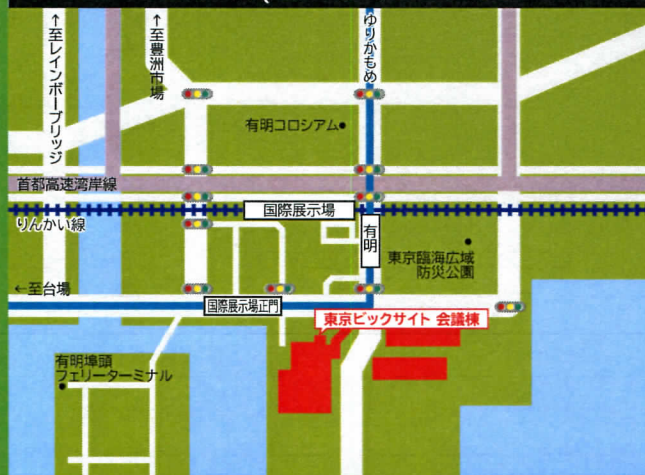 ↑至レインボーブリッジ
↑至豊洲市場
ゆりかもめ
有明コロシアム
首都高速湾岸線
国際展示場
りんかい線
有明
東京臨海広域
防災公園
←至台場
国際展示場正門
東京ビックサイト 会議棟
有明埠頭
フェリーターミナル